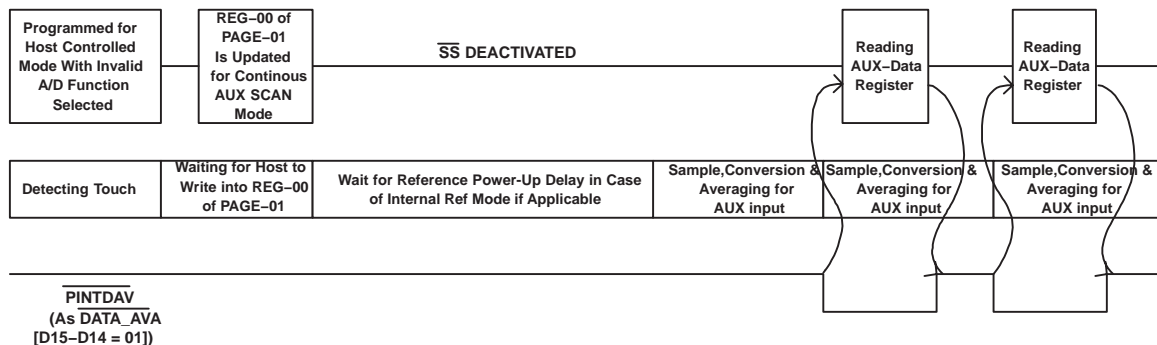 Programmed for
Host Controlled
Mode With Invalid
A/D Function
Selected
REG−00 of
PAGE−01
Is Updated
for Continous
AUX SCAN
Mode
SS DEACTIVATED
Reading
AUX−Data
Register
Reading
AUX−Data
Register
Detecting Touch
Waiting for Host to
Write into REG−00
of PAGE−01
Wait for Reference Power-Up Delay in Case
of Internal Ref Mode if Applicable
Sample,Conversion &
Averaging for
AUX input
Sample,Conversion &
Averaging for
AUX input
Sample,Conversion &
Averaging for
AUX input
PINTDAV
(As DATA_AVA
[D15−D14 = 01])